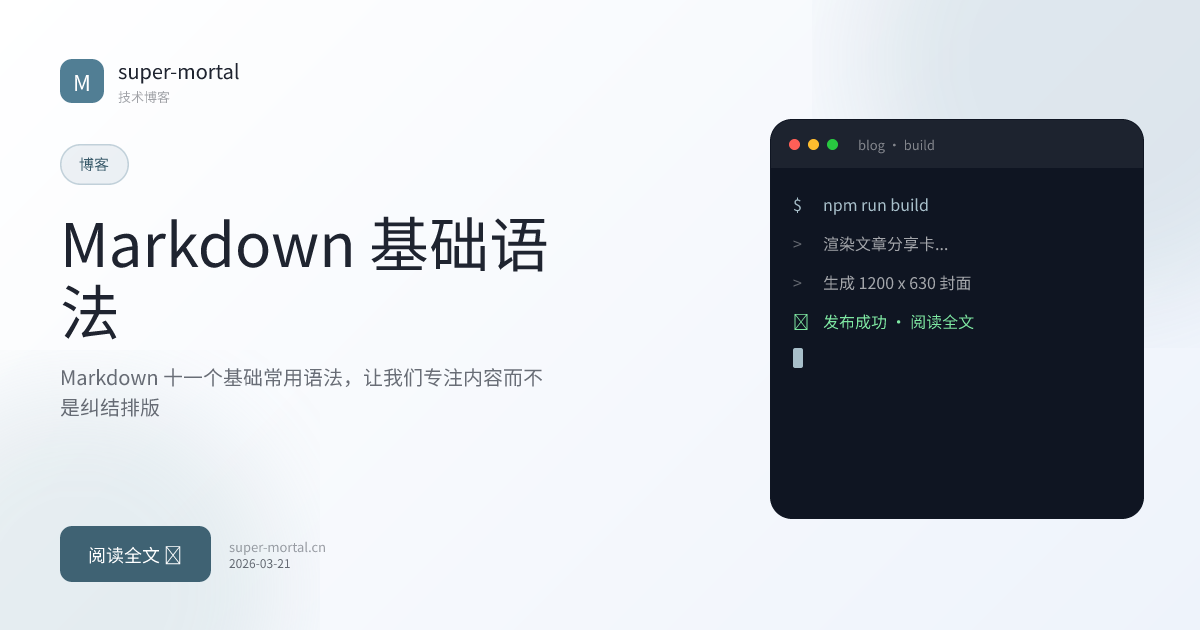 M
super-mortal
技术博客
博客
Markdown 基础语
法
Markdown 十一个基础常用语法，让我们专注内容而不
是纠结排版
阅读全文
super-mortal.cn
2026-03-21
blog · build
$ npm run build
> 渲染文章分享卡...
> 生成 1200 x 630 封面
发布成功 · 阅读全文